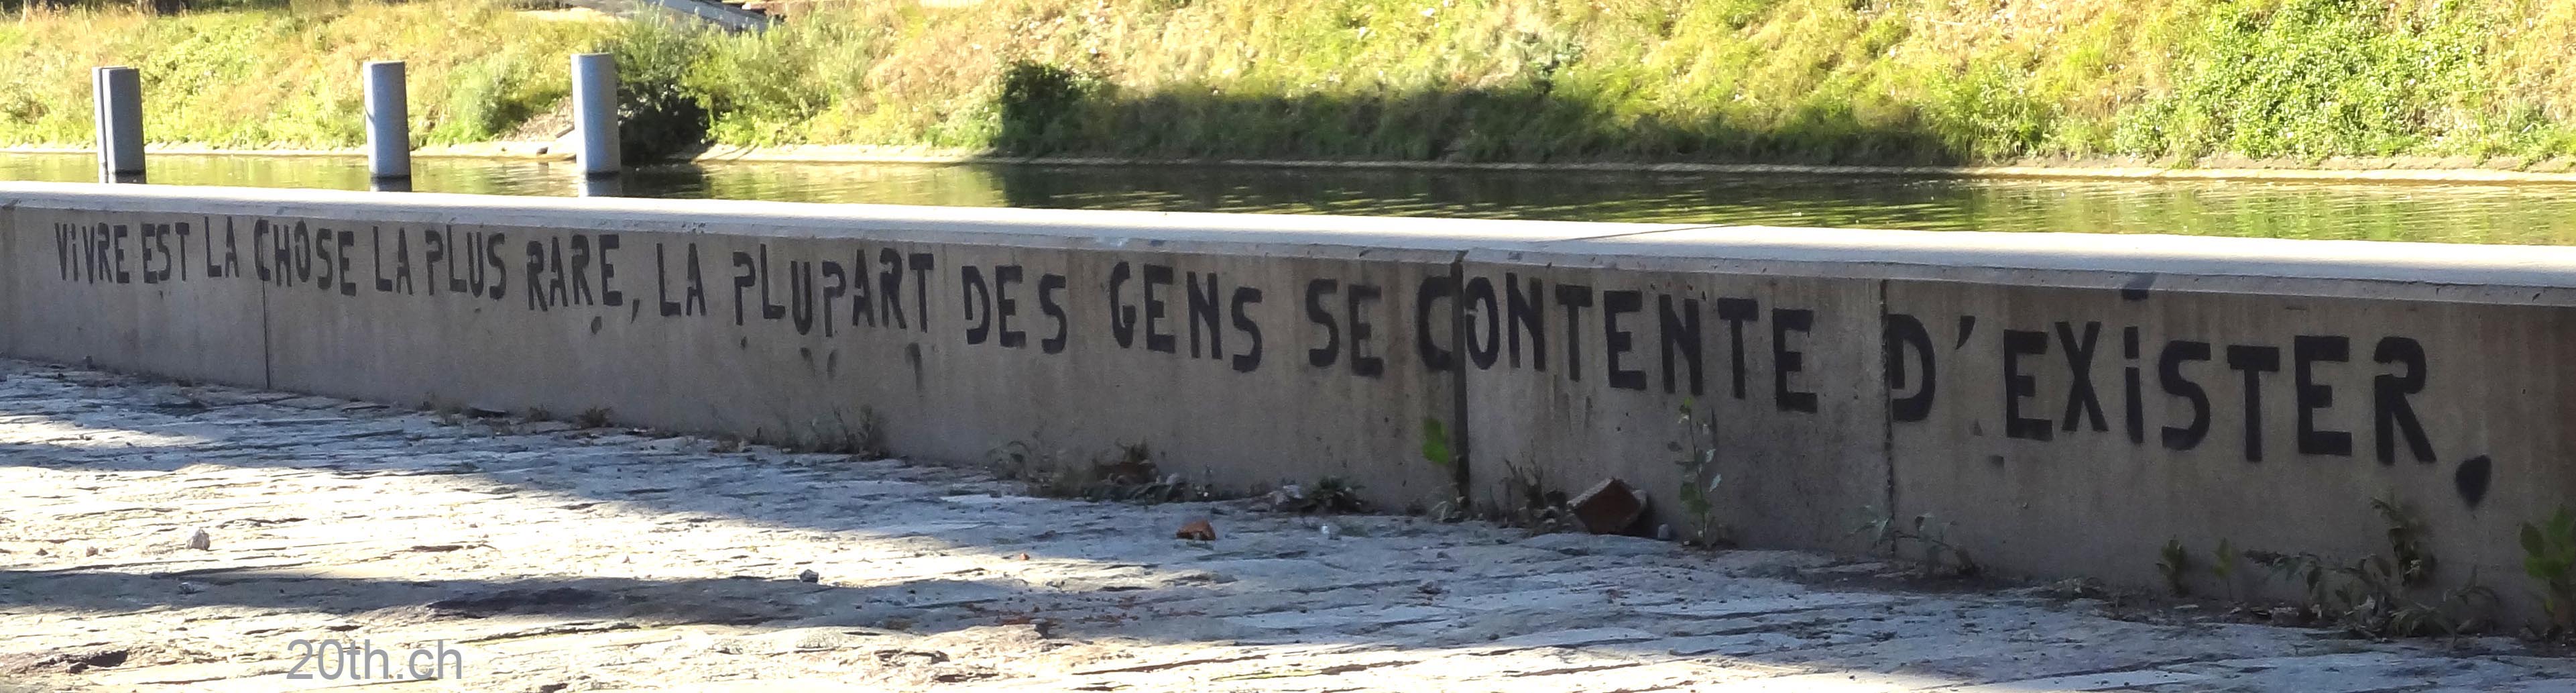 ViVRE EST LA CHOSE LA PLUS RARE, LA PLUPART DES GENS SE CONTENTE D'EXiSTER.
20th.ch